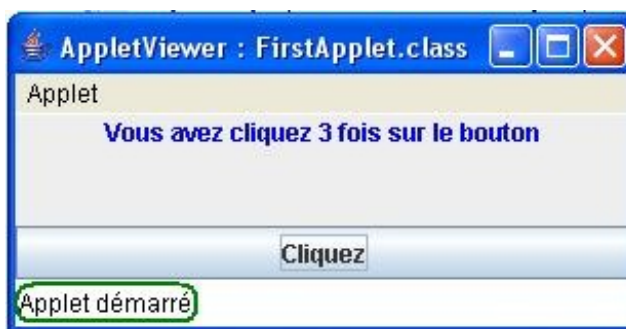 AppletViewer : FirstApplet.class
Applet
Vous avez cliquez 3 fois sur le bouton
Cliquez
Applet démarré